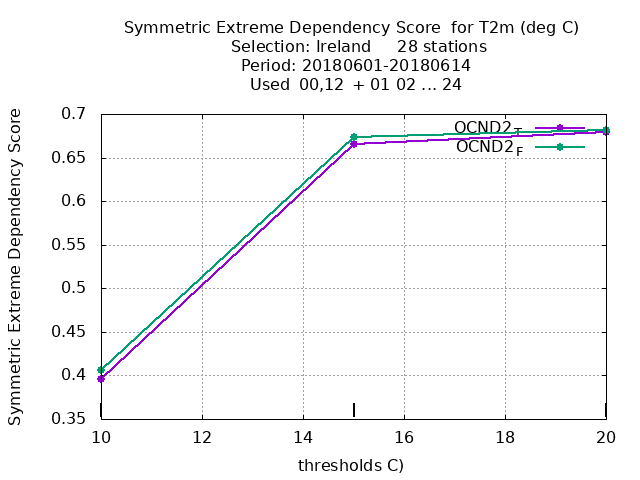 Symmetric Extreme Dependency Score  for T2m (deg C)
Selection: Ireland     28 stations
Period: 20180601-20180614
Used  00,12  + 01 02 ... 24
Symmetric Extreme Dependency Score
0.7
0.65
0.6
0.55
0.5
0.45
0.4
0.35
OCND2_T
OCND2_F
10 12 14 16 18 20
thresholds C)